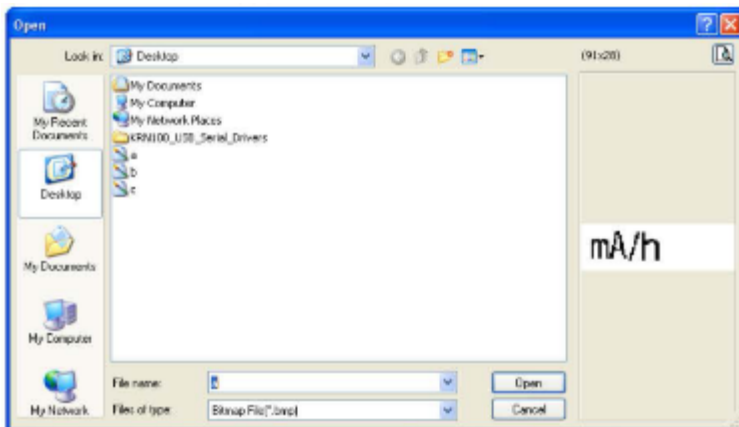 Open
Look in: Desktop
(91x28)
My Recent
Documents
Desktop
My Documents
My Computer
My Network
My Documents
My Computer
My Network Places
KRN100_USB_Serial_Drivers
a
b
c
mA/h
File name:
Open
Files of type: Bitmap File(*.bmp)
Cancel